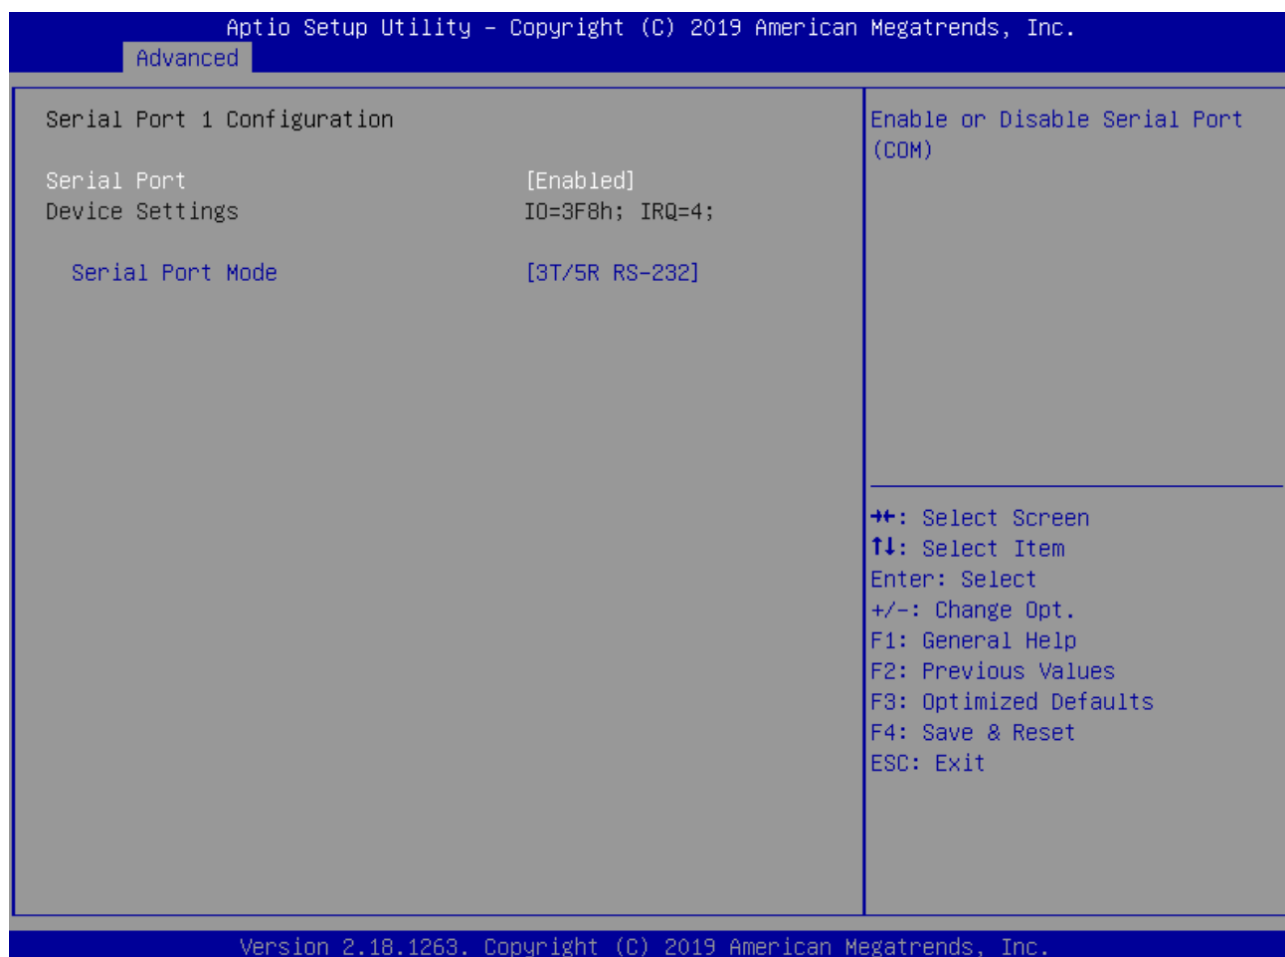 Aptio Setup Utility – Copyright (C) 2019 American Megatrends, Inc.
Advanced
Serial Port 1 Configuration
Serial Port [Enabled]
Device Settings IO=3F8h; IRQ=4;
Serial Port Mode [3T/5R RS-232]
Enable or Disable Serial Port
(COM)
→←: Select Screen
↑↓: Select Item
Enter: Select
+/-: Change Opt.
F1: General Help
F2: Previous Values
F3: Optimized Defaults
F4: Save & Reset
ESC: Exit
Version 2.18.1263. Copyright (C) 2019 American Megatrends, Inc.